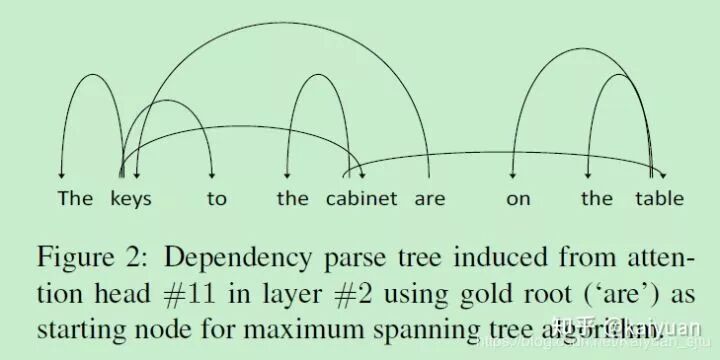 The keys to the cabinet are on the table
Figure 2: Dependency parse tree induced from atten-
tion head #11 in layer #2 using gold root (‘are’) as
starting node for maximum spanning tree algorithm.
知乎 @kaiyuan